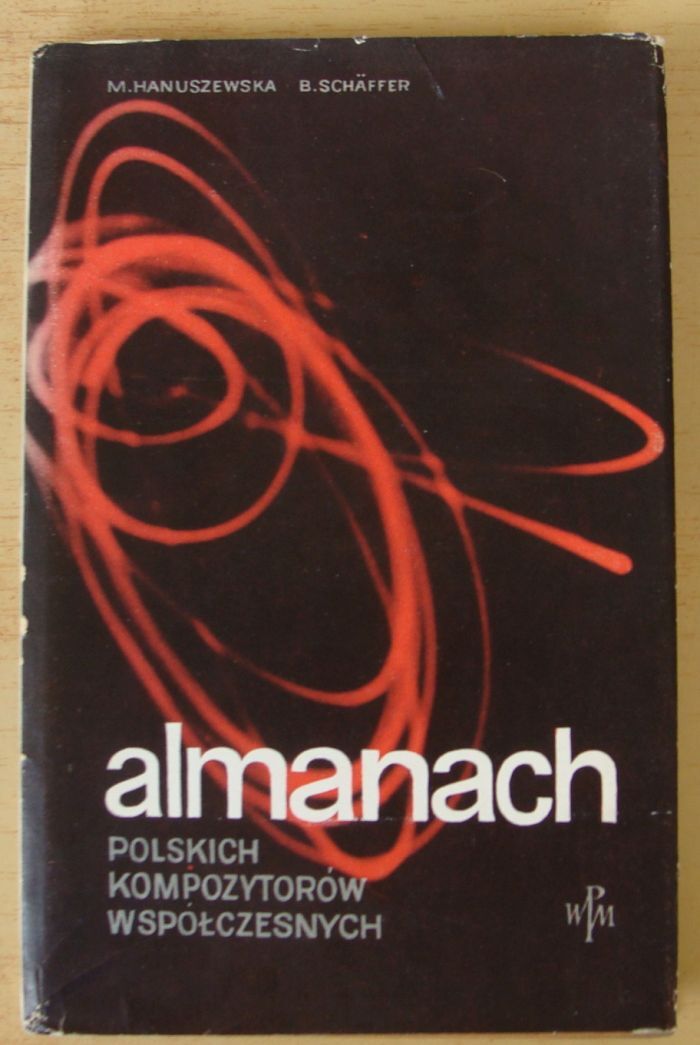 M.HANUSZEWSKA B.SCHÄFFER
almanach
POLSKICH
KOMPOZYTORÓW
WSPÓŁCZESNYCH
WPM